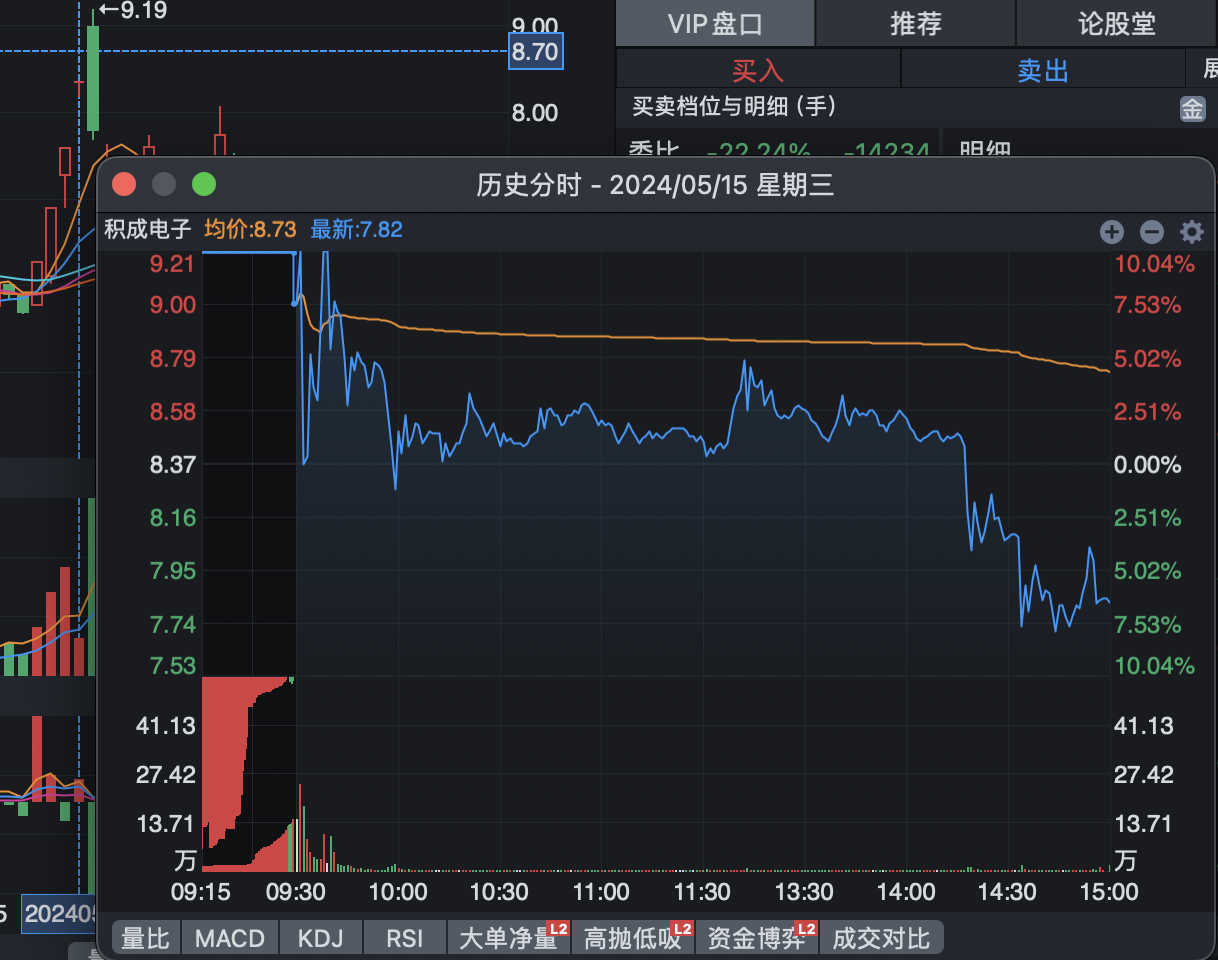 ←9.19
9.00
8.70
8.00
VIP盘口 推荐 论股堂
买入 卖出
买卖档位与明细 (手) 金
委比 -22.24% -14234 明细
历史分时 - 2024/05/15 星期三
积成电子 均价:8.73 最新:7.82
9.21 10.04%
9.00 7.53%
8.79 5.02%
8.58 2.51%
8.37 0.00%
8.16 2.51%
7.95 5.02%
7.74 7.53%
7.53 10.04%
41.13 41.13
27.42 27.42
13.71 13.71
万 万
09:15 09:30 10:00 10:30 11:00 11:30 13:30 14:00 14:30 15:00
5 202405
量比 MACD KDJ RSI 大单净量 L2 高抛低吸 L2 资金博弈 L2 成交对比